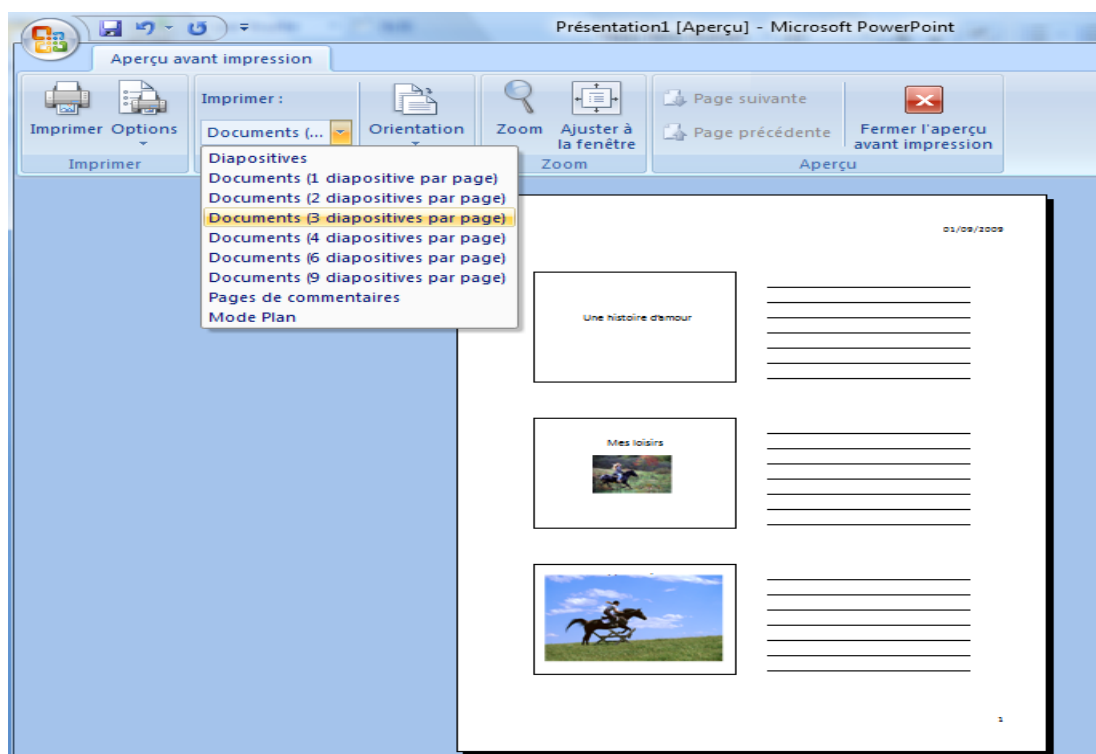 Présentation1 [Aperçu] - Microsoft PowerPoint
Aperçu avant impression
Imprimer
Options
Imprimer
Imprimer :
Documents (...
Orientation
Zoom
Ajuster à
la fenêtre
Zoom
Page suivante
Page précédente
Fermer l'aperçu
avant impression
Aperçu
Diapositives
Documents (1 diapositive par page)
Documents (2 diapositives par page)
Documents (3 diapositives par page)
Documents (4 diapositives par page)
Documents (6 diapositives par page)
Documents (9 diapositives par page)
Pages de commentaires
Mode Plan
01/09/2009
Une histoire d'amour
Mes loisirs
1